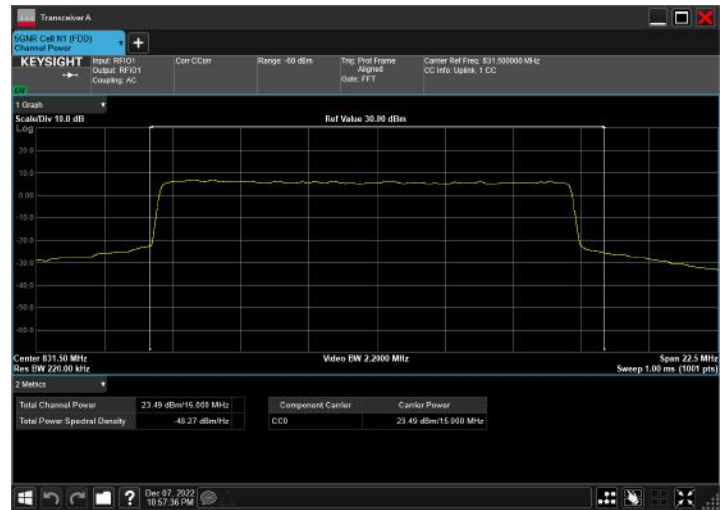 Transceiver A
5GNR Cell N1 (FDD)
Channel Power
KEYSIGHT
Input: RFIO1
Output: RFIO1
Coupling: AC
Corr CCorr
Range -60 dBm
Trig: Prot Frame
Aligned
Gate: FFT
Carrier Ref Freq: 831.500000 MHz
CC Info: Uplink, 1 CC
1 Graph
Scale/Div 10.0 dB
Ref Value 30.00 dBm
Log
20.0
10.0
0.00
-10.0
-20.0
-30.0
-40.0
-50.0
-60.0
Center 831.50 MHz
Video BW 2.2000 MHz
Span 22.5 MHz
Res BW 220.00 kHz
Sweep 1.00 ms (1001 pts)
2 Metrics
Total Channel Power 23.49 dBm/15.000 MHz
Total Power Spectral Density -48.27 dBm/Hz
Component Carrier Carrier Power
CC0 23.49 dBm/15.000 MHz
?
Dec 07, 2022
10:57:36 PM